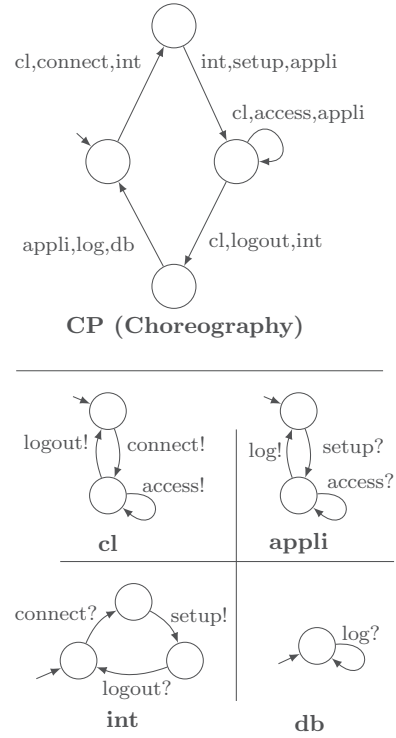 cl,connect,int
int,setup,appli
cl,access,appli
appli,log,db
cl,logout,int
CP (Choreography)
logout!
connect!
access!
cl
log!
setup?
access?
appli
connect?
setup!
logout?
int
log?
db